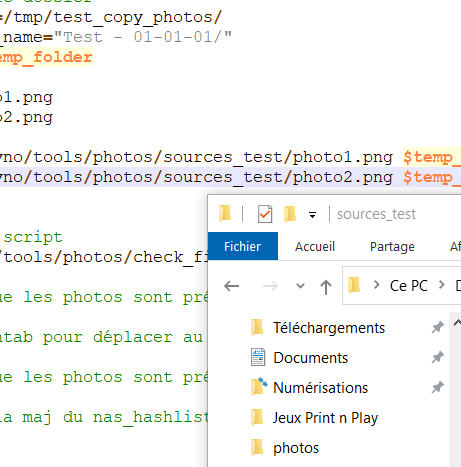 =/tmp/test_copy_photos/
_name="Test - 01-01-01/"
emp_folder
o1.png
o2.png
yno/tools/photos/sources_test/photo1.png $temp_
yno/tools/photos/sources_test/photo2.png $temp_
script
/tools/photos/check_fi
ue les photos sont pré
ntab pour déplacer au
ue les photos sont pré
la maj du nas_hashlist
sources_test
Fichier Accueil Partage Af
Ce PC D
Téléchargements
Documents
Numérisations
Jeux Print n Play
photos